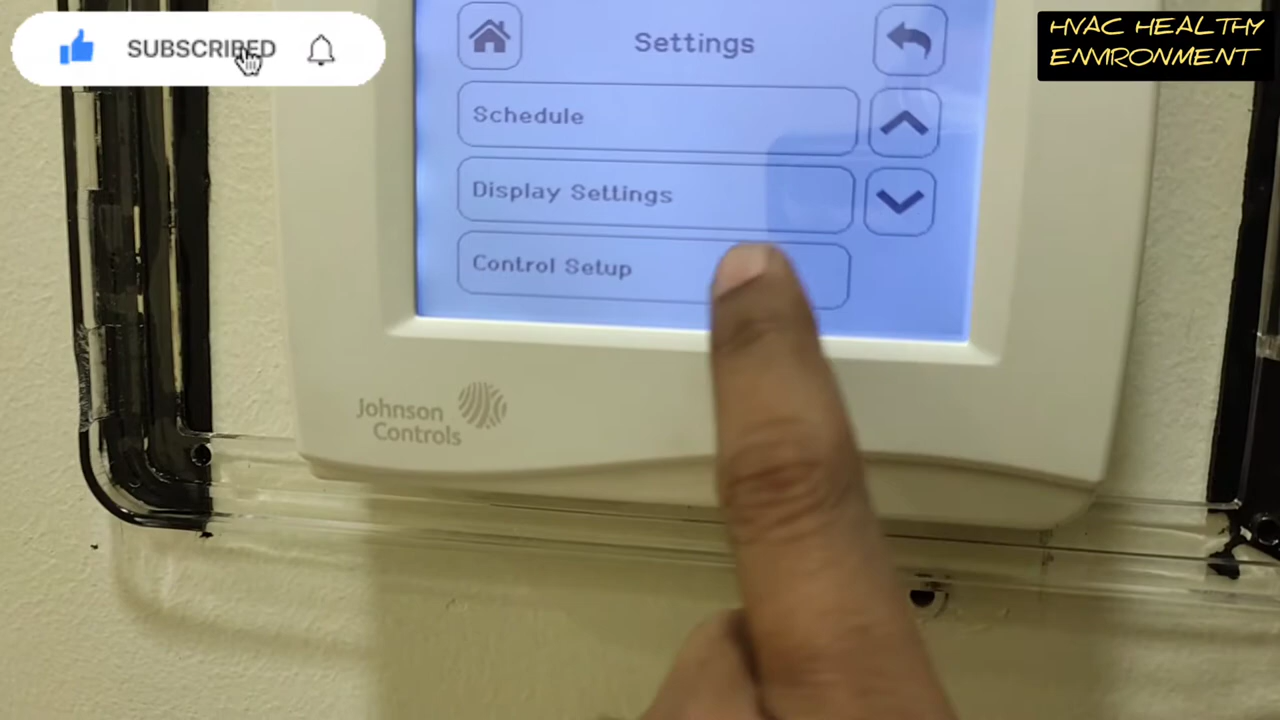 SUBSCRIBED
HVAC HEALTHY
ENVIRONMENT
Settings
Schedule
Display Settings
Control Setup
Johnson
Controls